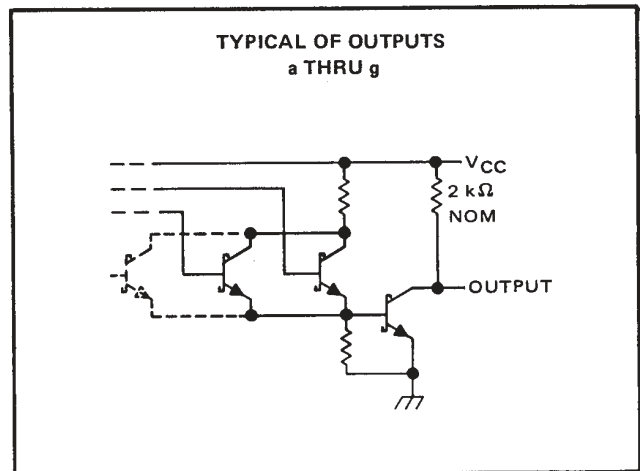 TYPICAL OF OUTPUTS
a THRU g
VCC
2 kΩ
NOM
OUTPUT